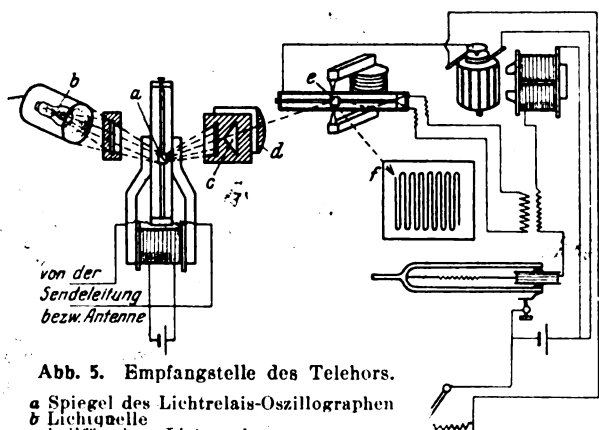 b
a
e
d
c
f
von der
Sendeleitung
bezw. Antenne
Abb. 5. Empfangstelle des Telehors.
a Spiegel des Lichtrelais-Oszillographen
b Lichtquelle